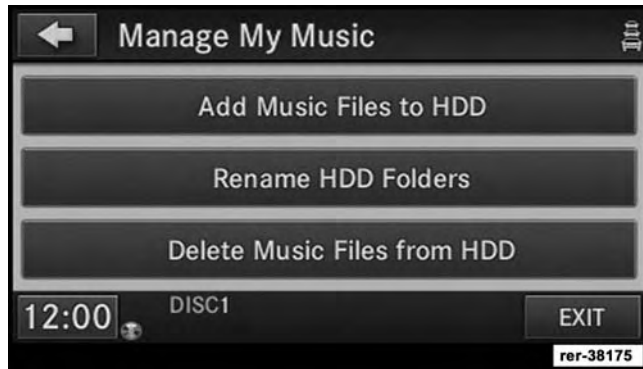 Manage My Music
Add Music Files to HDD
Rename HDD Folders
Delete Music Files from HDD
12:00
DISC1
EXIT
rer-38175